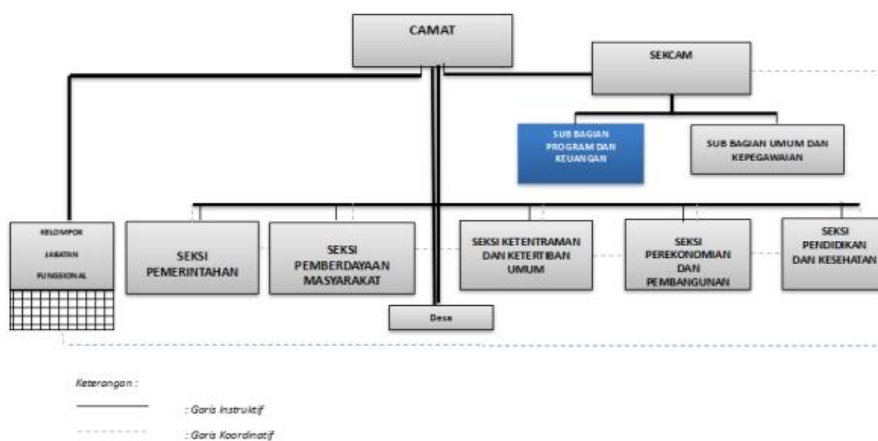 CAMAT
SEKCAM
SUB BAGIAN
PROGRAM DAN
KEUANGAN
SUB BAGIAN UMUM DAN
KEPEGAWAIAN
KELOMPOK
JABATAN
FUNGSIONAL
SEKSI
PEMERINTAHAN
SEKSI
PEMBERDAYAAN
MASYARAKAT
SEKSI KETENTRAMAN
DAN KETERTIBAN
UMUM
SEKSI
PEREKONOMIAN
DAN
PEMBANGUNAN
SEKSI
PENDIDIKAN
DAN KESEHATAN
Desa
Keterangan :
: Garis Instruktif
: Garis Koordinatif